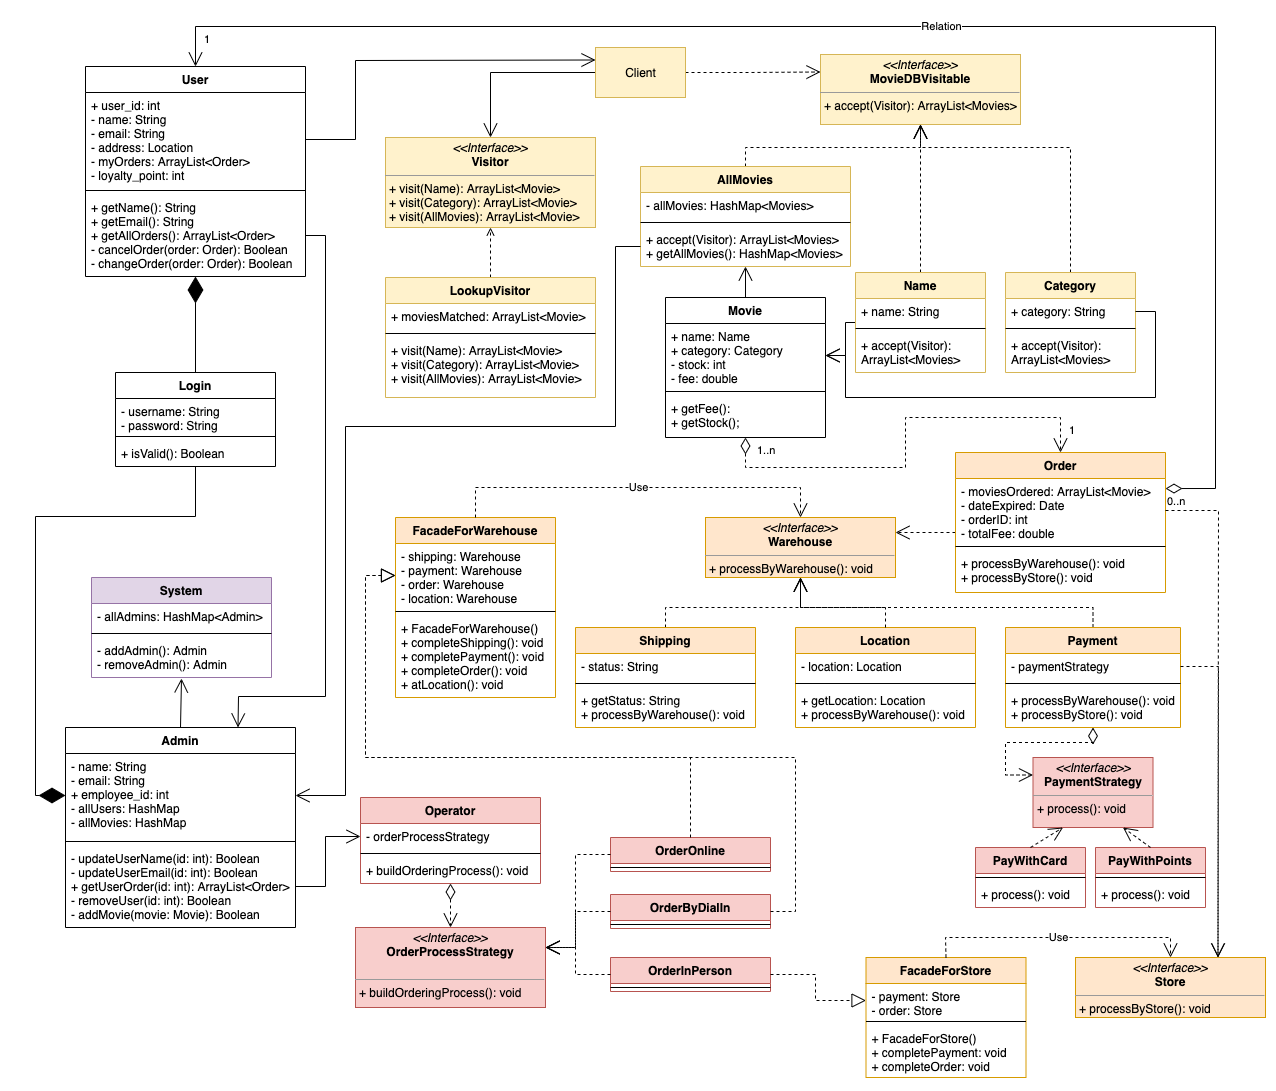 Relation
1
User
+ user_id: int
- name: String
- email: String
- address: Location
- myOrders: ArrayList<Order>
- loyalty_point: int
+ getName(): String
+ getEmail(): String
+ getAllOrders(): ArrayList<Order>
- cancelOrder(order: Order): Boolean
- changeOrder(order: Order): Boolean
Client
<<Interface>>
MovieDBVisitable
+ accept(Visitor): ArrayList<Movies>
<<Interface>>
Visitor
+ visit(Name): ArrayList<Movie>
+ visit(Category): ArrayList<Movie>
+ visit(AllMovies): ArrayList<Movie>
AllMovies
- allMovies: HashMap<Movies>
+ accept(Visitor): ArrayList<Movies>
+ getAllMovies(): HashMap<Movies>
LookupVisitor
+ moviesMatched: ArrayList<Movie>
+ visit(Name): ArrayList<Movie>
+ visit(Category): ArrayList<Movie>
+ visit(AllMovies): ArrayList<Movie>
Movie
+ name: Name
+ category: Category
- stock: int
- fee: double
+ getFee():
+ getStock();
Name
+ name: String
+ accept(Visitor):
ArrayList<Movies>
Category
+ category: String
+ accept(Visitor):
ArrayList<Movies>
Login
- username: String
- password: String
+ isValid(): Boolean
1..n
1
Order
- moviesOrdered: ArrayList<Movie>
- dateExpired: Date
- orderID: int
- totalFee: double
+ processByWarehouse(): void
+ processByStore(): void
0..n
Use
FacadeForWarehouse
- shipping: Warehouse
- payment: Warehouse
- order: Warehouse
- location: Warehouse
+ FacadeForWarehouse()
+ completeShipping(): void
+ completePayment(): void
+ completeOrder(): void
+ atLocation(): void
<<Interface>>
Warehouse
+ processByWarehouse(): void
System
- allAdmins: HashMap<Admin>
- addAdmin(): Admin
- removeAdmin(): Admin
Shipping
- status: String
+ getStatus: String
+ processByWarehouse(): void
Location
- location: Location
+ getLocation: Location
+ processByWarehouse(): void
Payment
- paymentStrategy
+ processByWarehouse(): void
+ processByStore(): void
Admin
- name: String
- email: String
+ employee_id: int
- allUsers: HashMap
- allMovies: HashMap
- updateUserName(id: int): Boolean
- updateUserEmail(id: int): Boolean
+ getUserOrder(id: int): ArrayList<Order>
- removeUser(id: int): Boolean
- addMovie(movie: Movie): Boolean
<<Interface>>
PaymentStrategy
+ process(): void
Operator
- orderProcessStrategy
+ buildOrderingProcess(): void
OrderOnline
OrderByDialIn
OrderInPerson
PayWithCard
+ process(): void
PayWithPoints
+ process(): void
<<Interface>>
OrderProcessStrategy
+ buildOrderingProcess(): void
Use
FacadeForStore
- payment: Store
- order: Store
+ FacadeForStore()
+ completePayment: void
+ completeOrder: void
<<Interface>>
Store
+ processByStore(): void